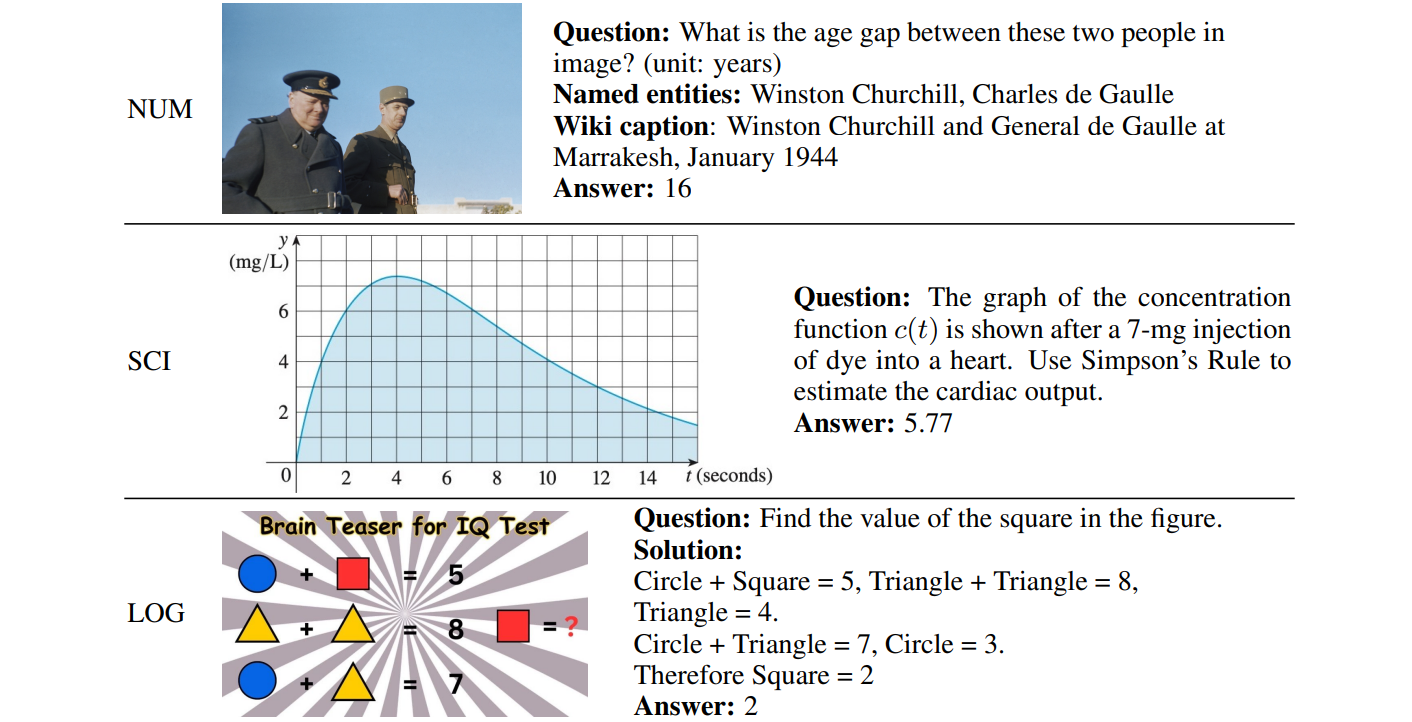 NUM
Question: What is the age gap between these two people in
image? (unit: years)
Named entities: Winston Churchill, Charles de Gaulle
Wiki caption: Winston Churchill and General de Gaulle at
Marrakesh, January 1944
Answer: 16
SCI
y
(mg/L)
6
4
2
0 2 4 6 8 10 12 14 t (seconds)
Question: The graph of the concentration
function c(t) is shown after a 7-mg injection
of dye into a heart. Use Simpson's Rule to
estimate the cardiac output.
Answer: 5.77
LOG
Brain Teaser for IQ Test
+ = 5
+ = 8 = ?
+ = 7
Question: Find the value of the square in the figure.
Solution:
Circle + Square = 5, Triangle + Triangle = 8,
Triangle = 4.
Circle + Triangle = 7, Circle = 3.
Therefore Square = 2
Answer: 2